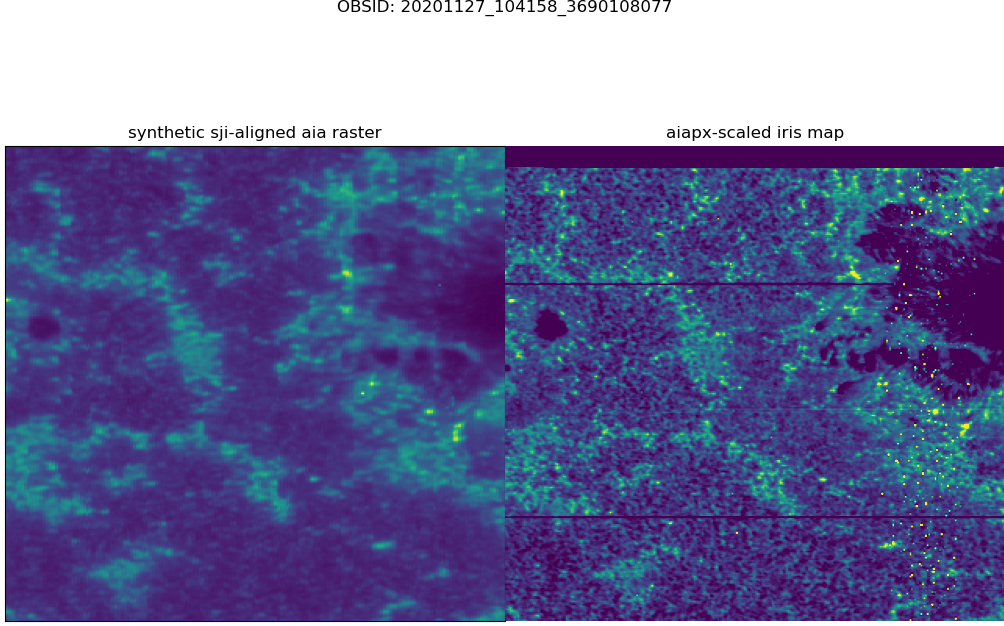 OBSID: 20201127_104158_3690108077
synthetic sji-aligned aia raster
aiapx-scaled iris map